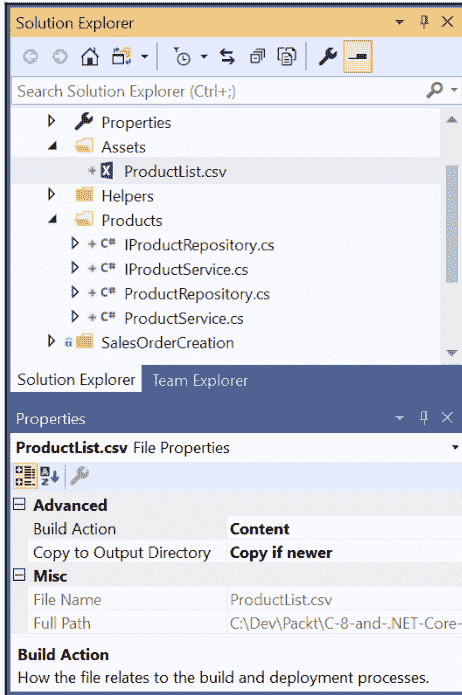 Solution Explorer
Search Solution Explorer (Ctrl+;)
Properties
Assets
ProductList.csv
Helpers
Products
C# IProductRepository.cs
C# IProductService.cs
C# ProductRepository.cs
C# ProductService.cs
SalesOrderCreation
Solution Explorer Team Explorer
Properties
ProductList.csv File Properties
Advanced
Build Action Content
Copy to Output Directory Copy if newer
Misc
File Name ProductList.csv
Full Path C:\Dev\Packt\C-8-and-.NET-Core-
Build Action
How the file relates to the build and deployment processes.